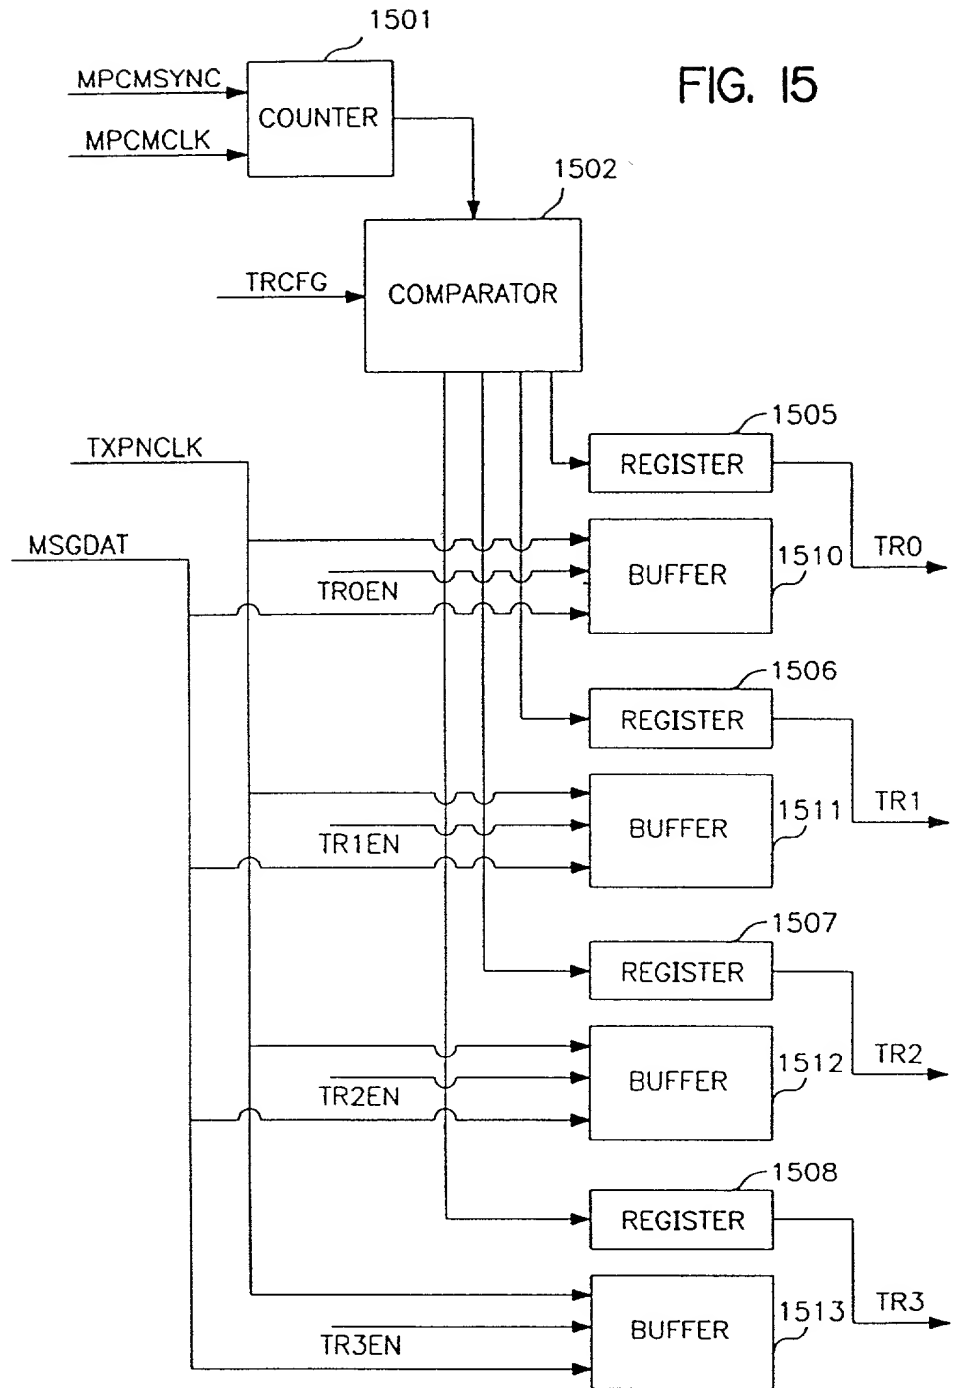 1501
FIG. 15
MPCMSYNC
COUNTER
MPCMCLK
1502
TRCFG
COMPARATOR
1505
TXPNCLK
REGISTER
MSGDAT
TR0
1510
BUFFER
TR0EN
1506
REGISTER
TR1
1511
BUFFER
TR1EN
1507
REGISTER
TR2
1512
BUFFER
TR2EN
1508
REGISTER
TR3
1513
BUFFER
TR3EN